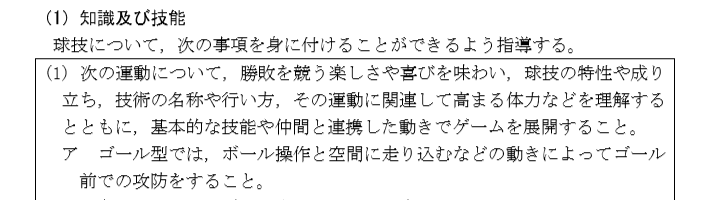 (1) 知識及び技能
球技について，次の事項を身に付けることができるよう指導する。
(1) 次の運動について，勝敗を競う楽しさや喜びを味わい，球技の特性や成り
立ち，技術の名称や行い方，その運動に関連して高まる体力などを理解する
とともに，基本的な技能や仲間と連携した動きでゲームを展開すること。
ア　ゴール型では，ボール操作と空間に走り込むなどの動きによってゴール
前での攻防をすること。